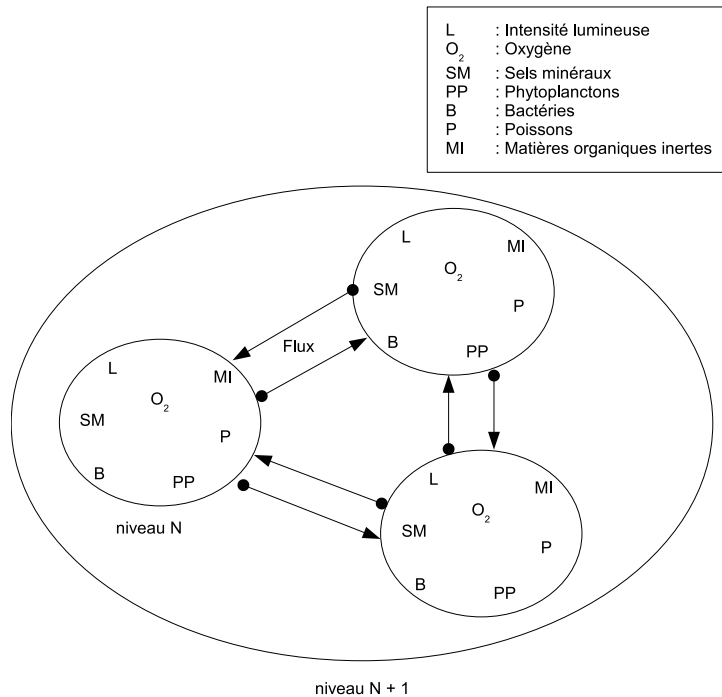 L : Intensité lumineuse
O2 : Oxygène
SM : Sels minéraux
PP : Phytoplanctons
B : Bactéries
P : Poissons
MI : Matières organiques inertes
L
MI
O2
SM
P
B
PP
Flux
L
MI
O2
SM
P
B
PP
niveau N
L
MI
O2
SM
P
B
PP
niveau N + 1